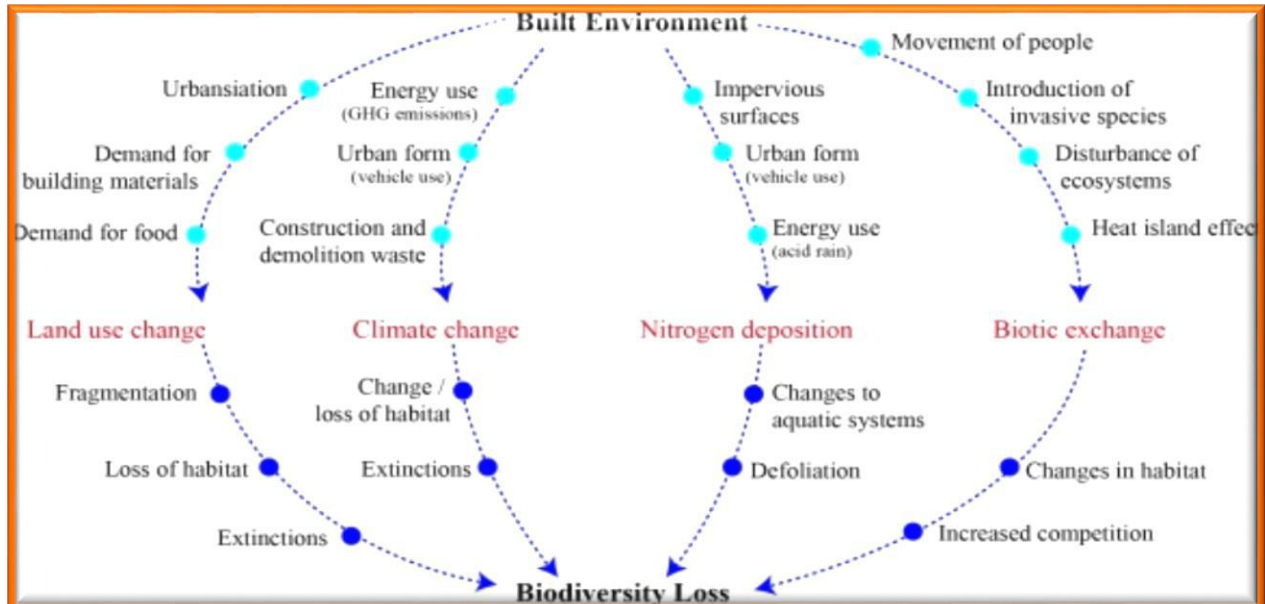 Built Environment
Movement of people
Urbansiation
Energy use
(GHG emissions)
Impervious
surfaces
Introduction of
invasive species
Demand for
building materials
Urban form
(vehicle use)
Urban form
(vehicle use)
Disturbance of
ecosystems
Demand for food
Construction and
demolition waste
Energy use
(acid rain)
Heat island effec
Land use change
Climate change
Nitrogen deposition
Biotic exchange
Fragmentation
Change /
loss of habitat
Changes to
aquatic systems
Loss of habitat
Extinctions
Defoliation
Changes in habitat
Extinctions
Increased competition
Biodiversity Loss